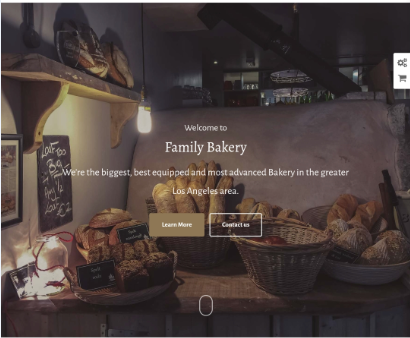 Welcome to
Family Bakery
We're the biggest, best equipped and most advanced Bakery in the greater
Los Angeles area.
Learn More
Contact us